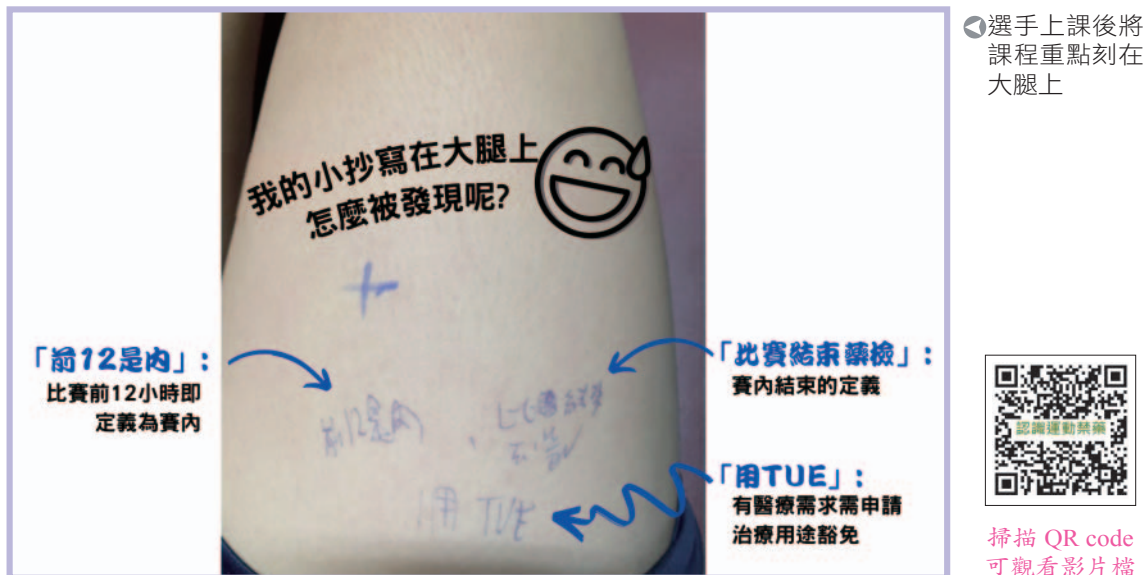 選手上課後將
課程重點刻在
大腿上
我的小抄寫在大腿上
怎麼被發現呢?
「前12是內」:
比賽前12小時即
定義為賽內
「比賽結束藥檢」:
賽內結束的定義
「用TUE」:
有醫療需求需申請
治療用途豁免
前12是內
比賽結束
用 TUE
認識運動禁藥
掃描 QR code
可觀看影片檔